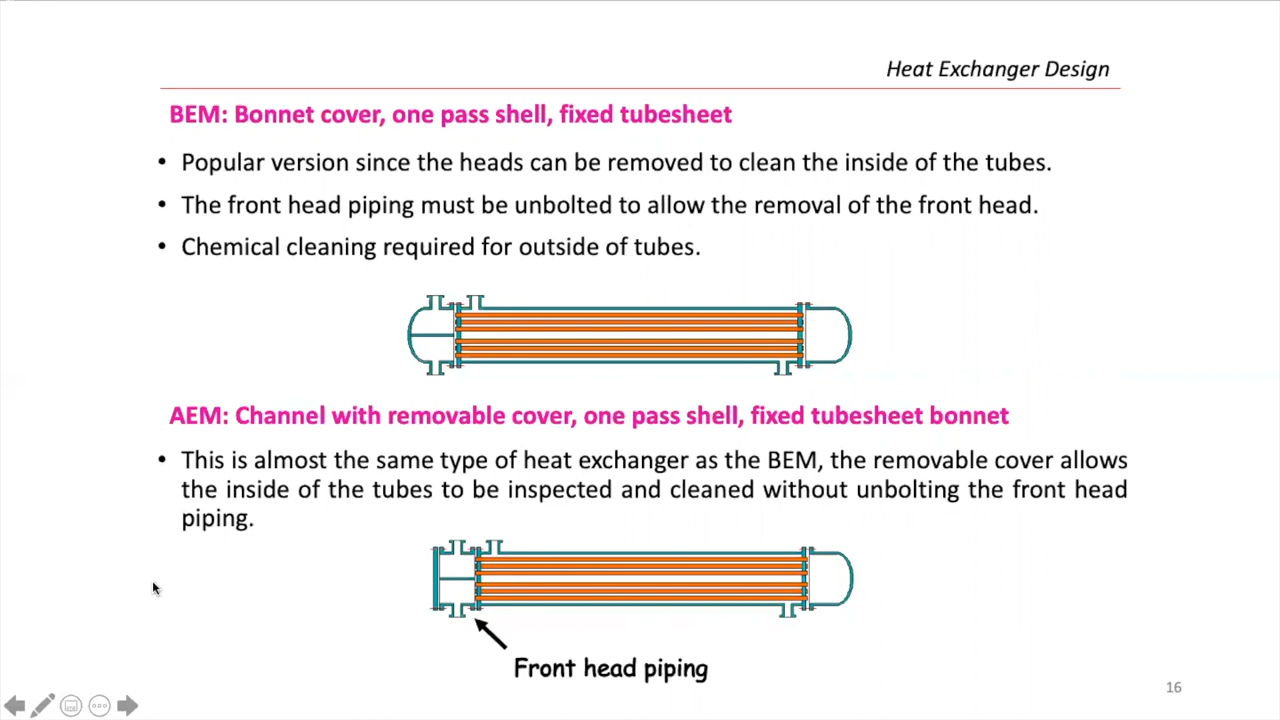 Heat Exchanger Design
BEM: Bonnet cover, one pass shell, fixed tubesheet
• Popular version since the heads can be removed to clean the inside of the tubes.
• The front head piping must be unbolted to allow the removal of the front head.
• Chemical cleaning required for outside of tubes.
AEM: Channel with removable cover, one pass shell, fixed tubesheet bonnet
• This is almost the same type of heat exchanger as the BEM, the removable cover allows
the inside of the tubes to be inspected and cleaned without unbolting the front head
piping.
Front head piping
16